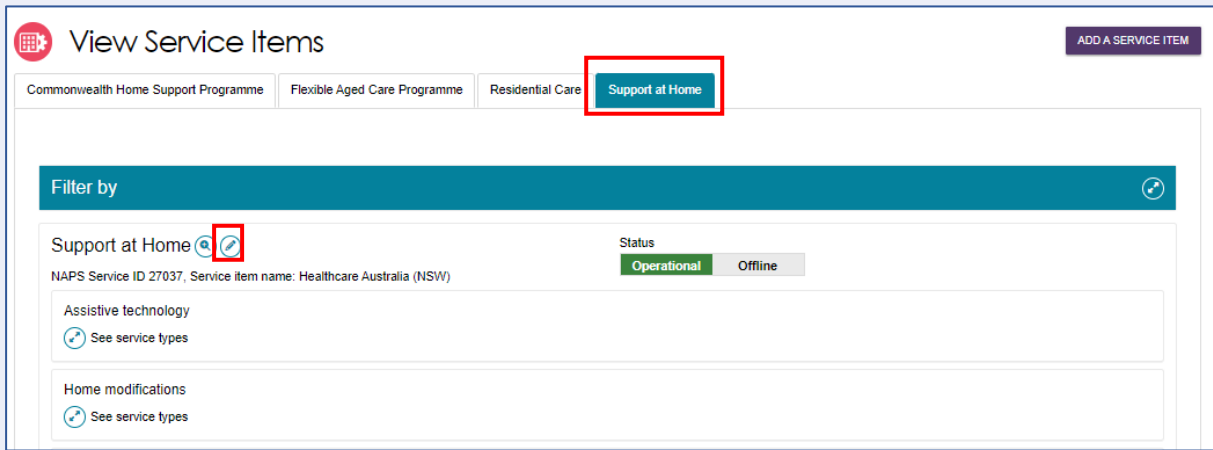 View Service Items
ADD A SERVICE ITEM
Commonwealth Home Support Programme
Flexible Aged Care Programme
Residential Care
Support at Home
Filter by
Support at Home
Status
Operational
Offline
NAPS Service ID 27037, Service item name: Healthcare Australia (NSW)
Assistive technology
See service types
Home modifications
See service types